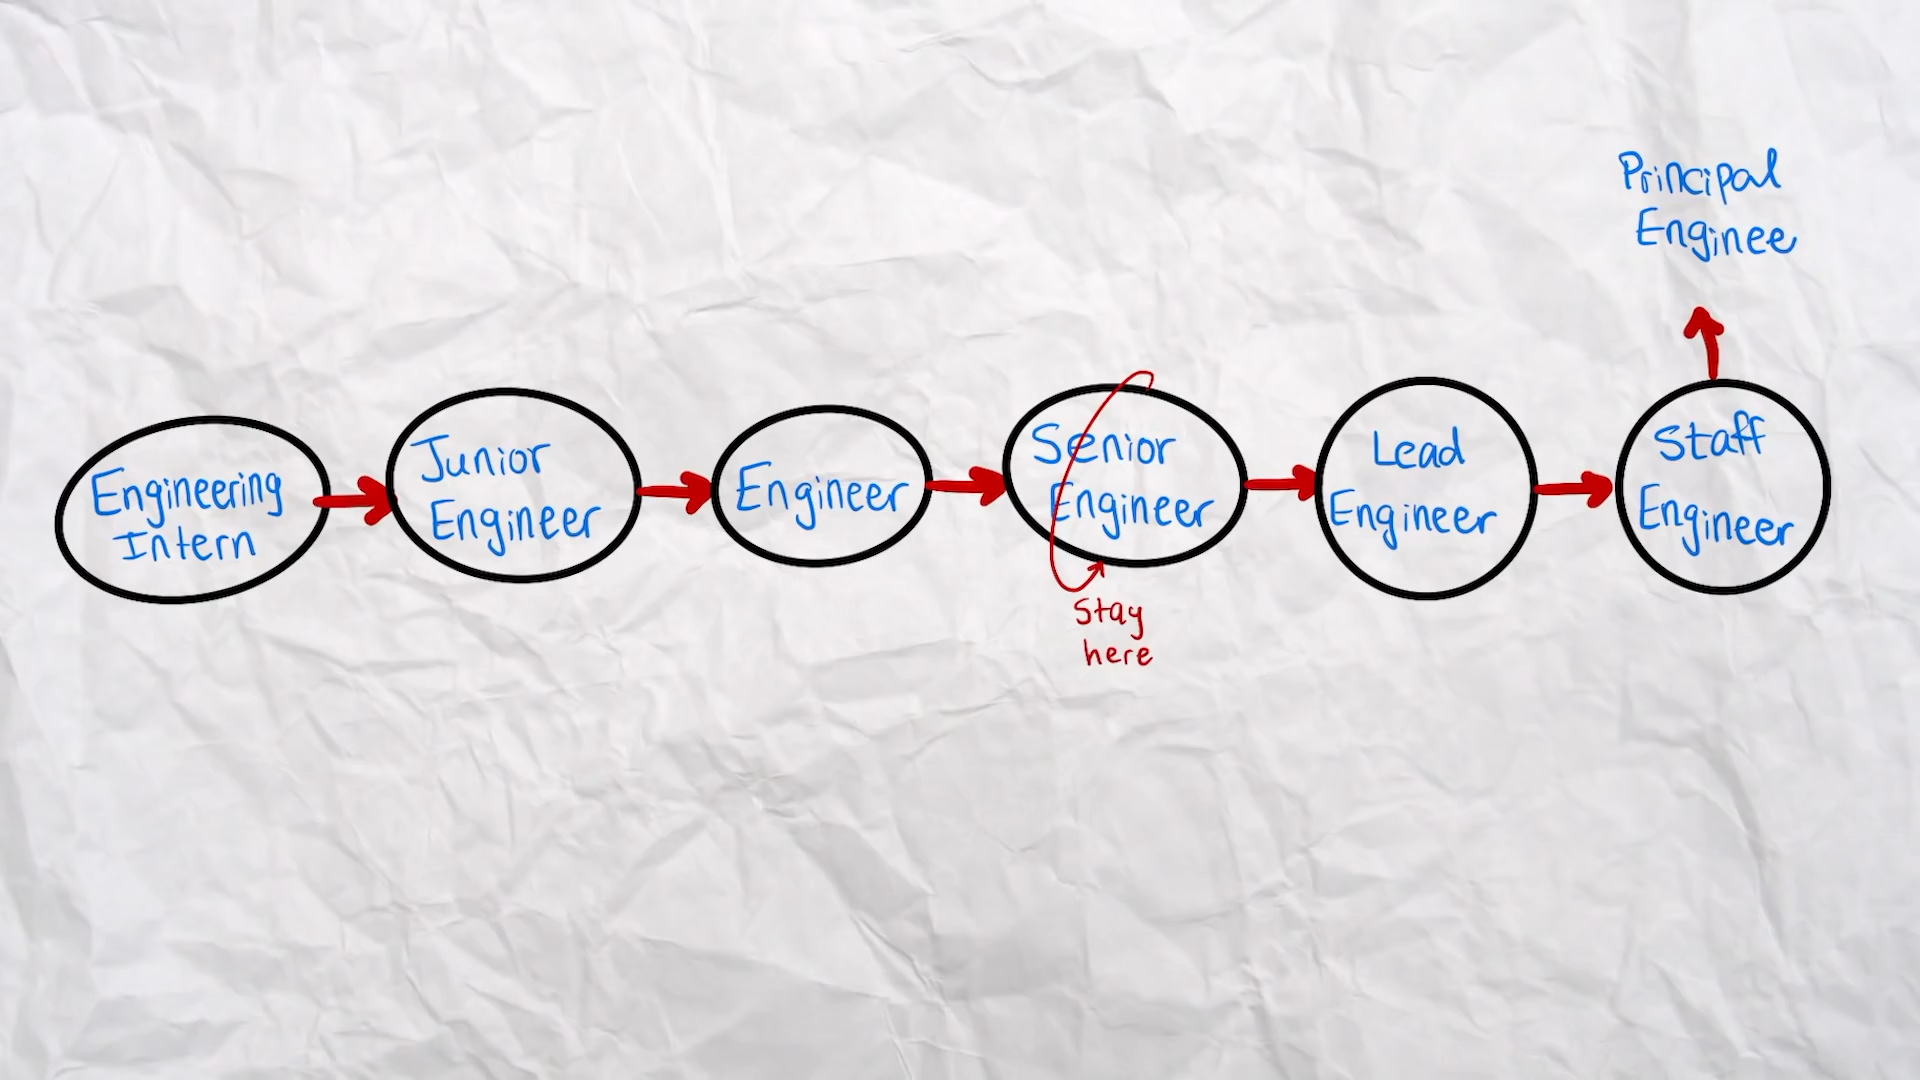 Engineering
Intern
Junior
Engineer
Engineer
Senior
Engineer
Stay
here
Lead
Engineer
Staff
Engineer
Principal
Enginee